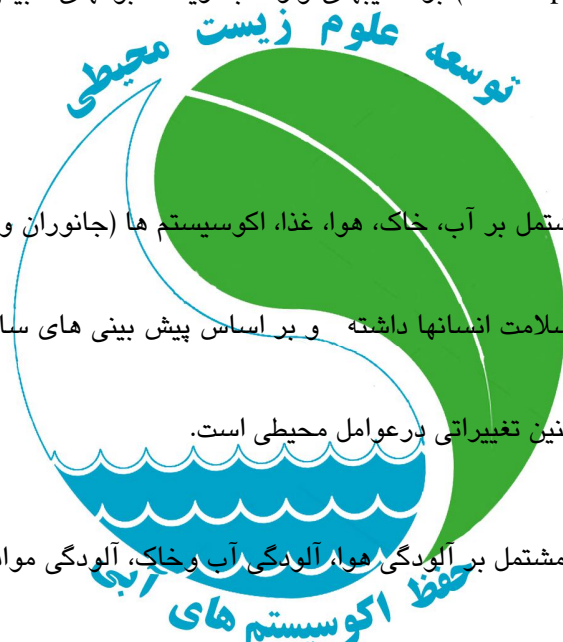 توسعه علوم زیست محیطی
شتمل بر آب، خاک، هوا، غذا، اکوسیستم ها (جانوران و
سلامت انسانها داشته و بر اساس پیش بینی های سا
نین تغییراتی درعوامل محیطی است.
مشتمل بر آلودگی هوا، آلودگی آب وخاک، آلودگی مواد
حفظ اکوسیستم های آبی